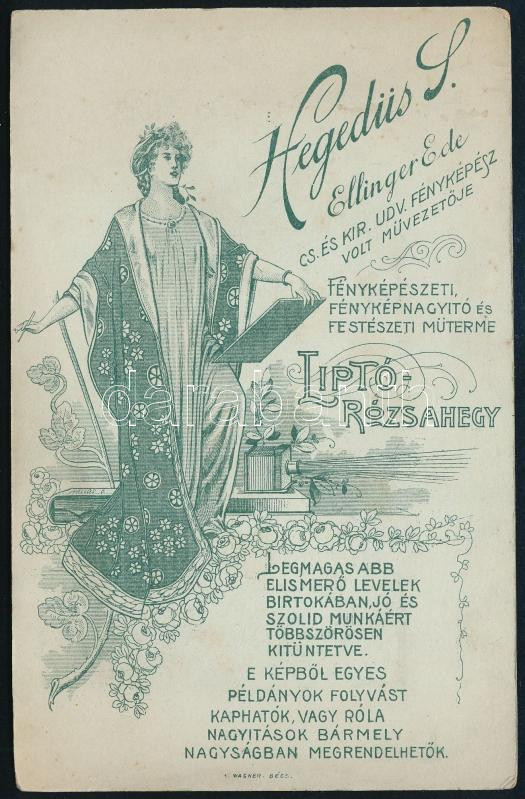 Hegedüs S.
Ellinger Ede
CS. ÉS KIR. UDV. FÉNYKÉPÉSZ
VOLT MŰVEZETŐJE
FÉNYKÉPÉSZETI,
FÉNYKÉPNAGYITÓ ÉS
FESTÉSZETI MŰTERME
LIPTÓ-
RÓZSAHEGY
darabanth
LEGMAGASABB
ELISMERŐ LEVELEK
BIRTOKÁBAN, JÓ ÉS
SZOLID MUNKÁÉRT
TÖBBSZÖRÖSEN
KITÜNTETVE.
E KÉPBŐL EGYES
PÉLDÁNYOK FOLYVÁST
KAPHATÓK, VAGY RÓLA
NAGYITÁSOK BÁRMELY
NAGYSÁGBAN MEGRENDELHETŐK.
WAGNER. BÉCS.